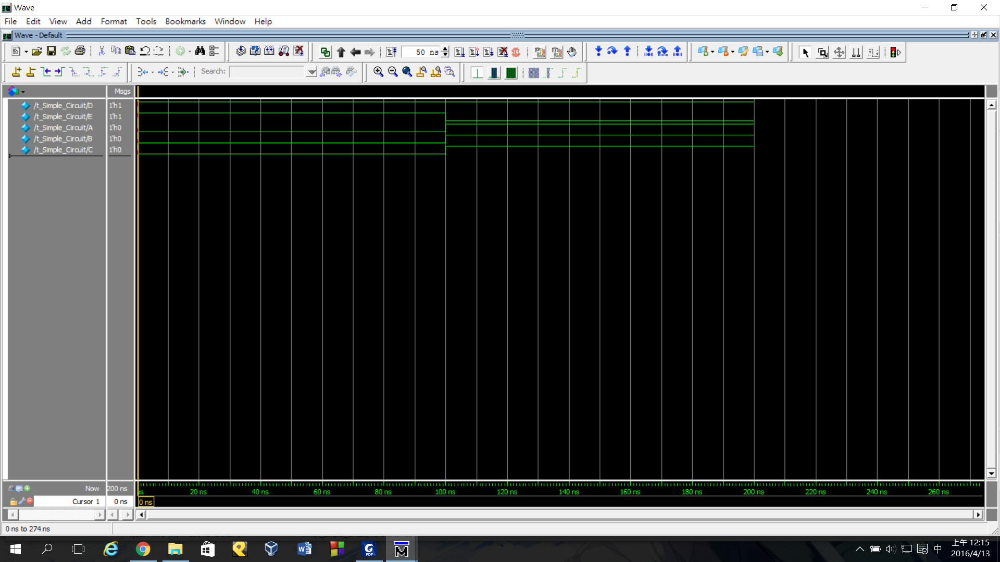 Wave
File Edit View Add Format Tools Bookmarks Window Help
Wave - Default
50 ns
Search:
Msgs
/t_Simple_Circuit/D 1'h1
/t_Simple_Circuit/E 1'h1
/t_Simple_Circuit/A 1'h0
/t_Simple_Circuit/B 1'h0
/t_Simple_Circuit/C 1'h0
Now 200 ns
ns 20 ns 40 ns 60 ns 80 ns 100 ns 120 ns 140 ns 160 ns 180 ns 200 ns 220 ns 240 ns 260 ns
Cursor 1 0 ns 0 ns
0 ns to 274 ns
中
上午 12:15
2016/4/13